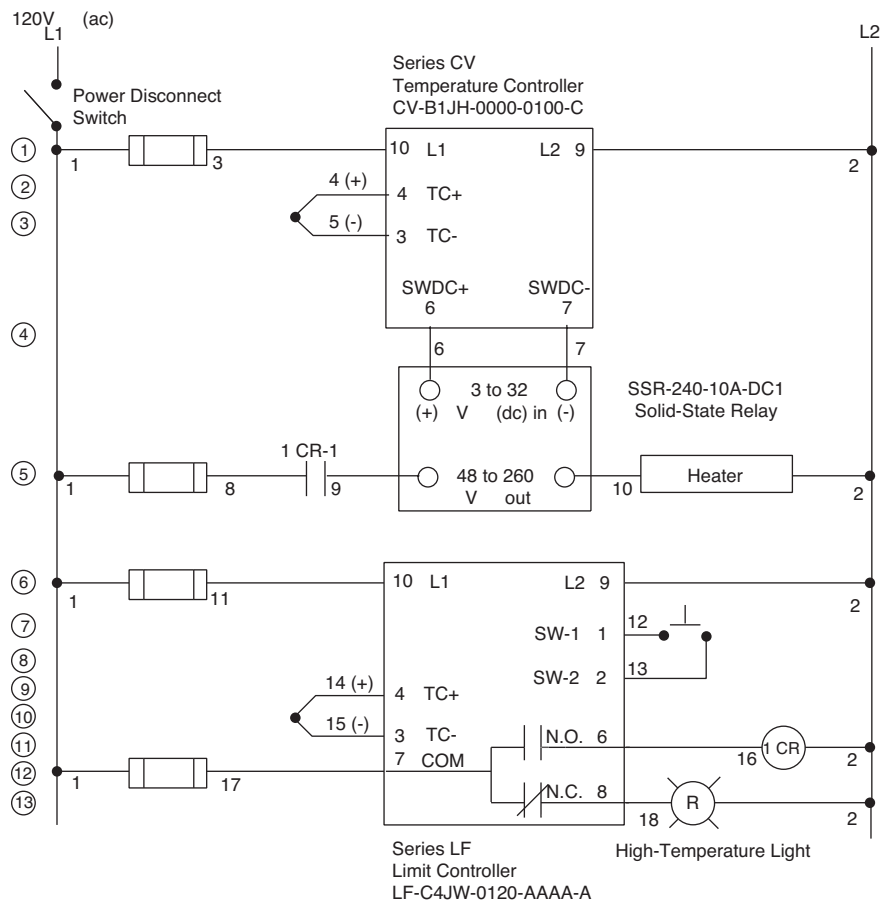 120V (ac)
L1
L2
Power Disconnect
Switch
Series CV
Temperature Controller
CV-B1JH-0000-0100-C
① 1 3 10 L1 L2 9 2
② 4 (+) 4 TC+
③ 5 (-) 3 TC-
SWDC+ SWDC-
6 7
④ 6 7
3 to 32
(+) V (dc) in (-)
SSR-240-10A-DC1
Solid-State Relay
1 CR-1
⑤ 1 8 9 48 to 260 10 Heater 2
V out
⑥ 1 11 10 L1 L2 9 2
⑦ SW-1 1 12
⑧ SW-2 2 13
⑨ 14 (+) 4 TC+
⑩ 15 (-) 3 TC-
⑪ N.O. 6 16 1 CR 2
⑫ 1 17 7 COM
⑬ N.C. 8 18 R 2
High-Temperature Light
Series LF
Limit Controller
LF-C4JW-0120-AAAA-A